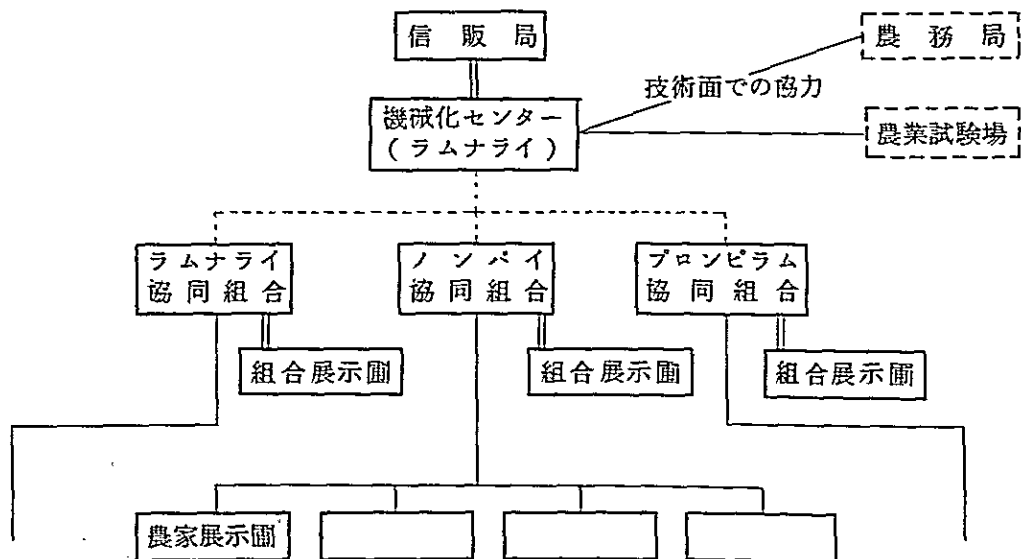 信販局
農務局
技術面での協力
機械化センター
(ラムナライ)
農業試験場
ラムナライ
協同組合
ノンパイ
協同組合
プロンピラム
協同組合
組合展示圃
組合展示圃
組合展示圃
農家展示圃